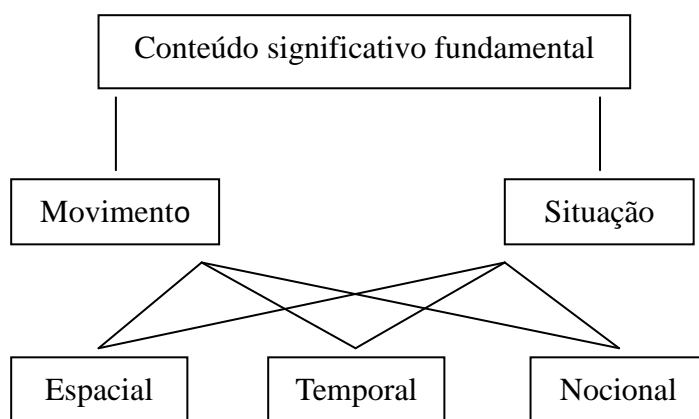 Conteúdo significativo fundamental
Movimento
Situação
Espacial
Temporal
Nocional